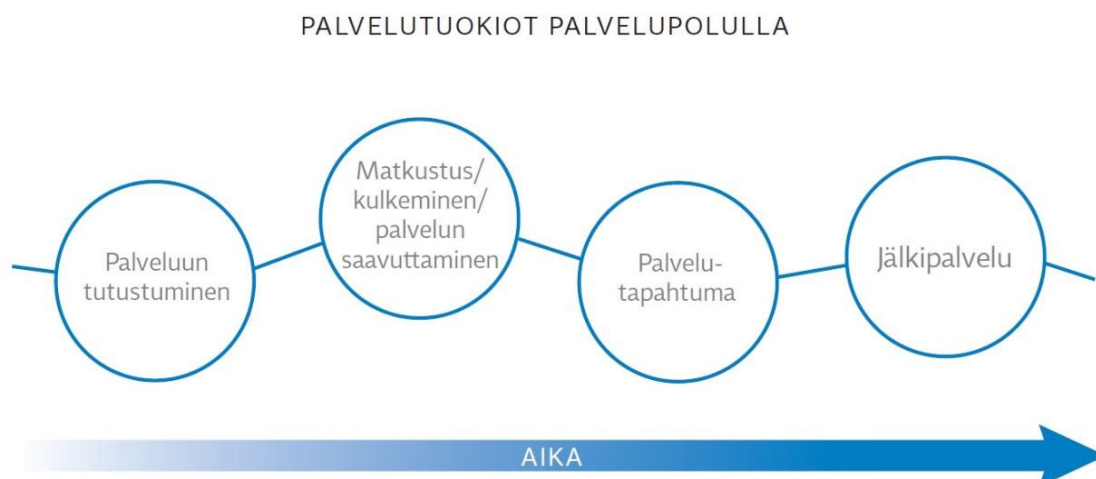 PALVELUTUOKIOT PALVELUPOLULLA
Palveluun
tutustuminen
Matkustus/
kulkeminen/
palvelun
saavuttaminen
Palvelu-
tapahtuma
Jälkipalvelu
AIKA